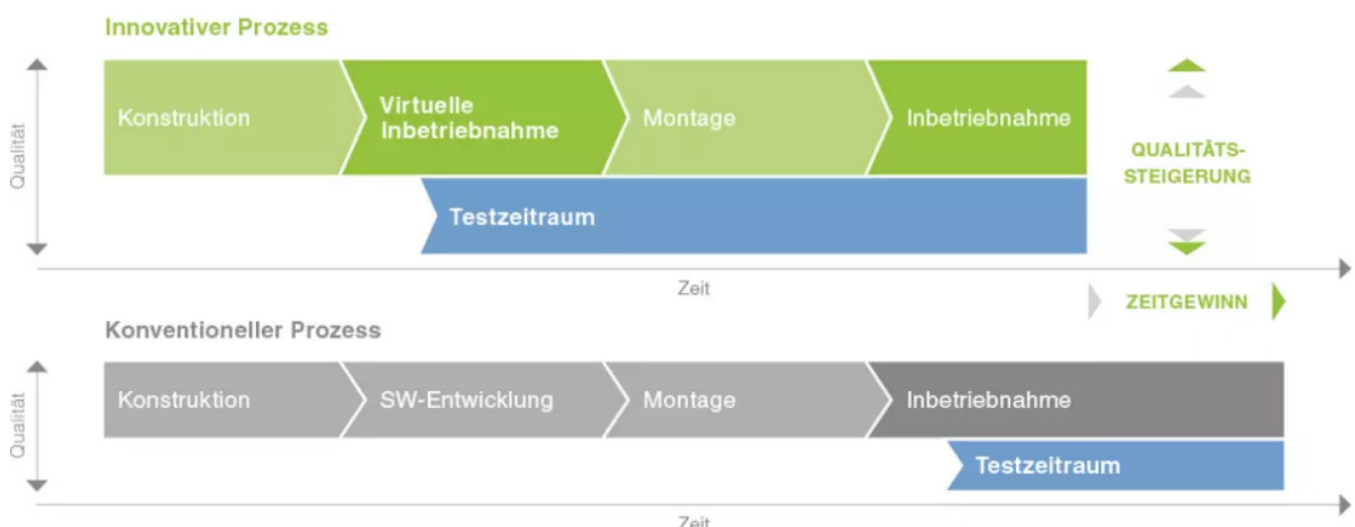 Innovativer Prozess
Qualität
Konstruktion
Virtuelle
Inbetriebnahme
Montage
Inbetriebnahme
Testzeitraum
QUALITÄTS-
STEIGERUNG
Zeit
ZEITGEWINN
Konventioneller Prozess
Qualität
Konstruktion
SW-Entwicklung
Montage
Inbetriebnahme
Testzeitraum
Zeit